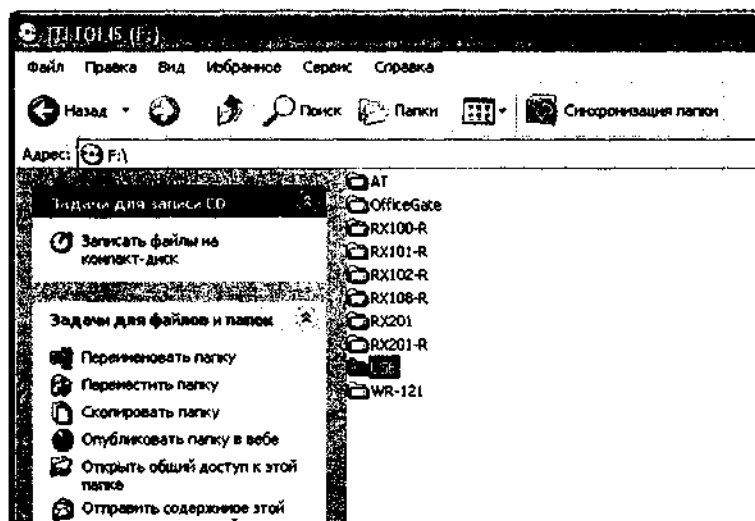 (F:)
Файл Правка Вид Избранное Сервис Справка
Назад Поиск Папки Синхронизация папки
Адрес: F:\
Задачи для записи CD
Записать файлы на
компакт-диск
Задачи для файлов и папок
Переименовать папку
Переместить папку
Скопировать папку
Опубликовать папку в вебе
Открыть общий доступ к этой
папке
Отправить содержимое этой
AT
OfficeGate
RX100-R
RX101-R
RX102-R
RX108-R
RX201
RX201-R
WR-121